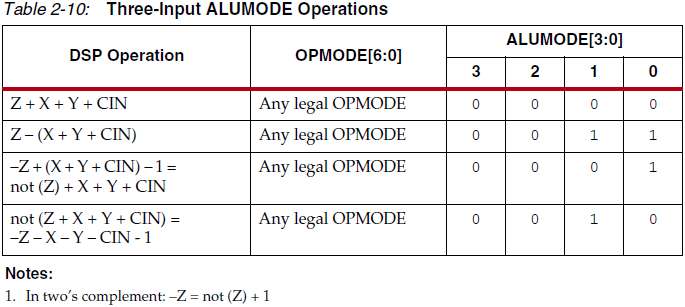 Table 2-10: Three-Input ALUMODE Operations
DSP Operation OPMODE[6:0] ALUMODE[3:0]
3 2 1 0
Z + X + Y + CIN Any legal OPMODE 0 0 0 0
Z – (X + Y + CIN) Any legal OPMODE 0 0 1 1
–Z + (X + Y + CIN) – 1 = Any legal OPMODE 0 0 0 1
not (Z) + X + Y + CIN
not (Z + X + Y + CIN) = Any legal OPMODE 0 0 1 0
–Z – X – Y – CIN - 1
Notes:
1. In two's complement: –Z = not (Z) + 1